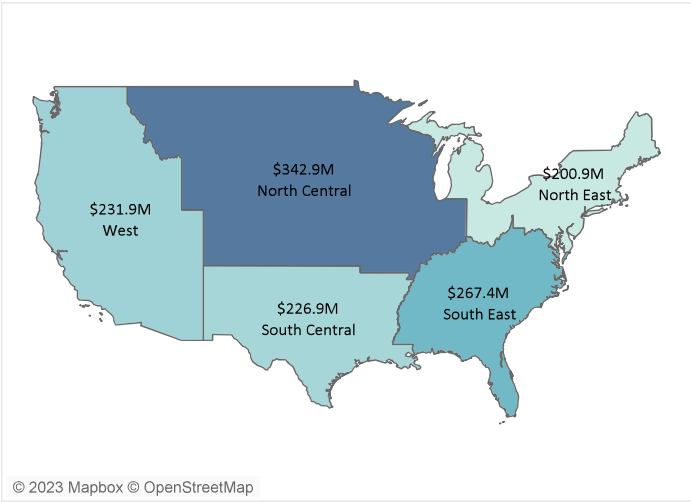 $342.9M
North Central
$200.9M
North East
$231.9M
West
$267.4M
South East
$226.9M
South Central
© 2023 Mapbox © OpenStreetMap